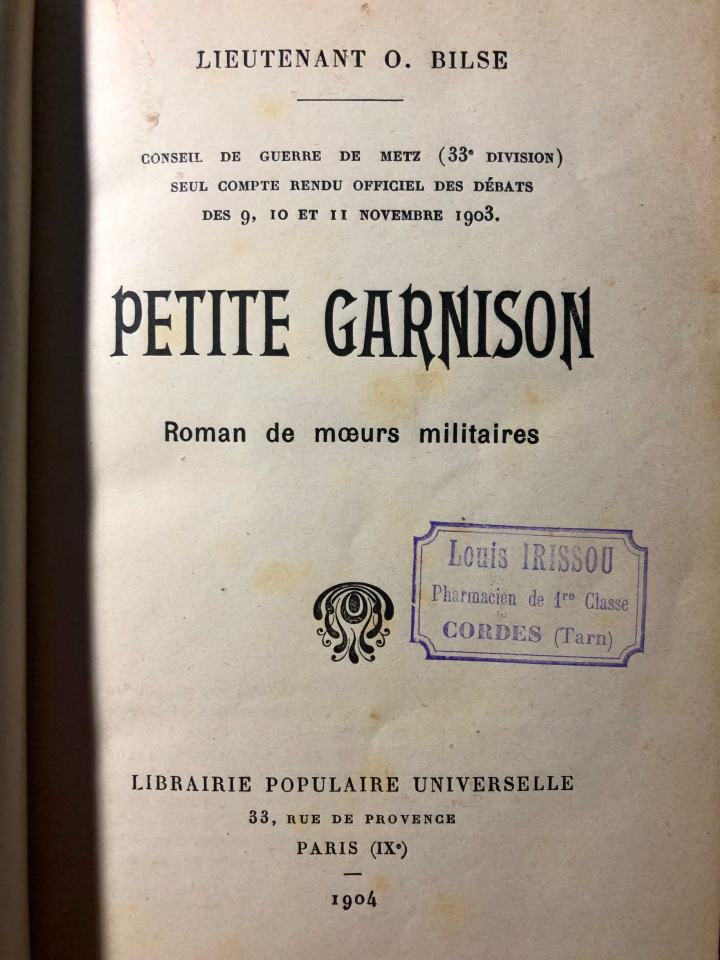 LIEUTENANT O. BILSE
CONSEIL DE GUERRE DE METZ (33e DIVISION)
SEUL COMPTE RENDU OFFICIEL DES DÉBATS
DES 9, 10 ET 11 NOVEMBRE 1903.
PETITE GARNISON
Roman de mœurs militaires
Louis IRISSOU
Pharmacien de 1re Classe
CORDES (Tarn)
LIBRAIRIE POPULAIRE UNIVERSELLE
33, RUE DE PROVENCE
PARIS (IXe)
1904